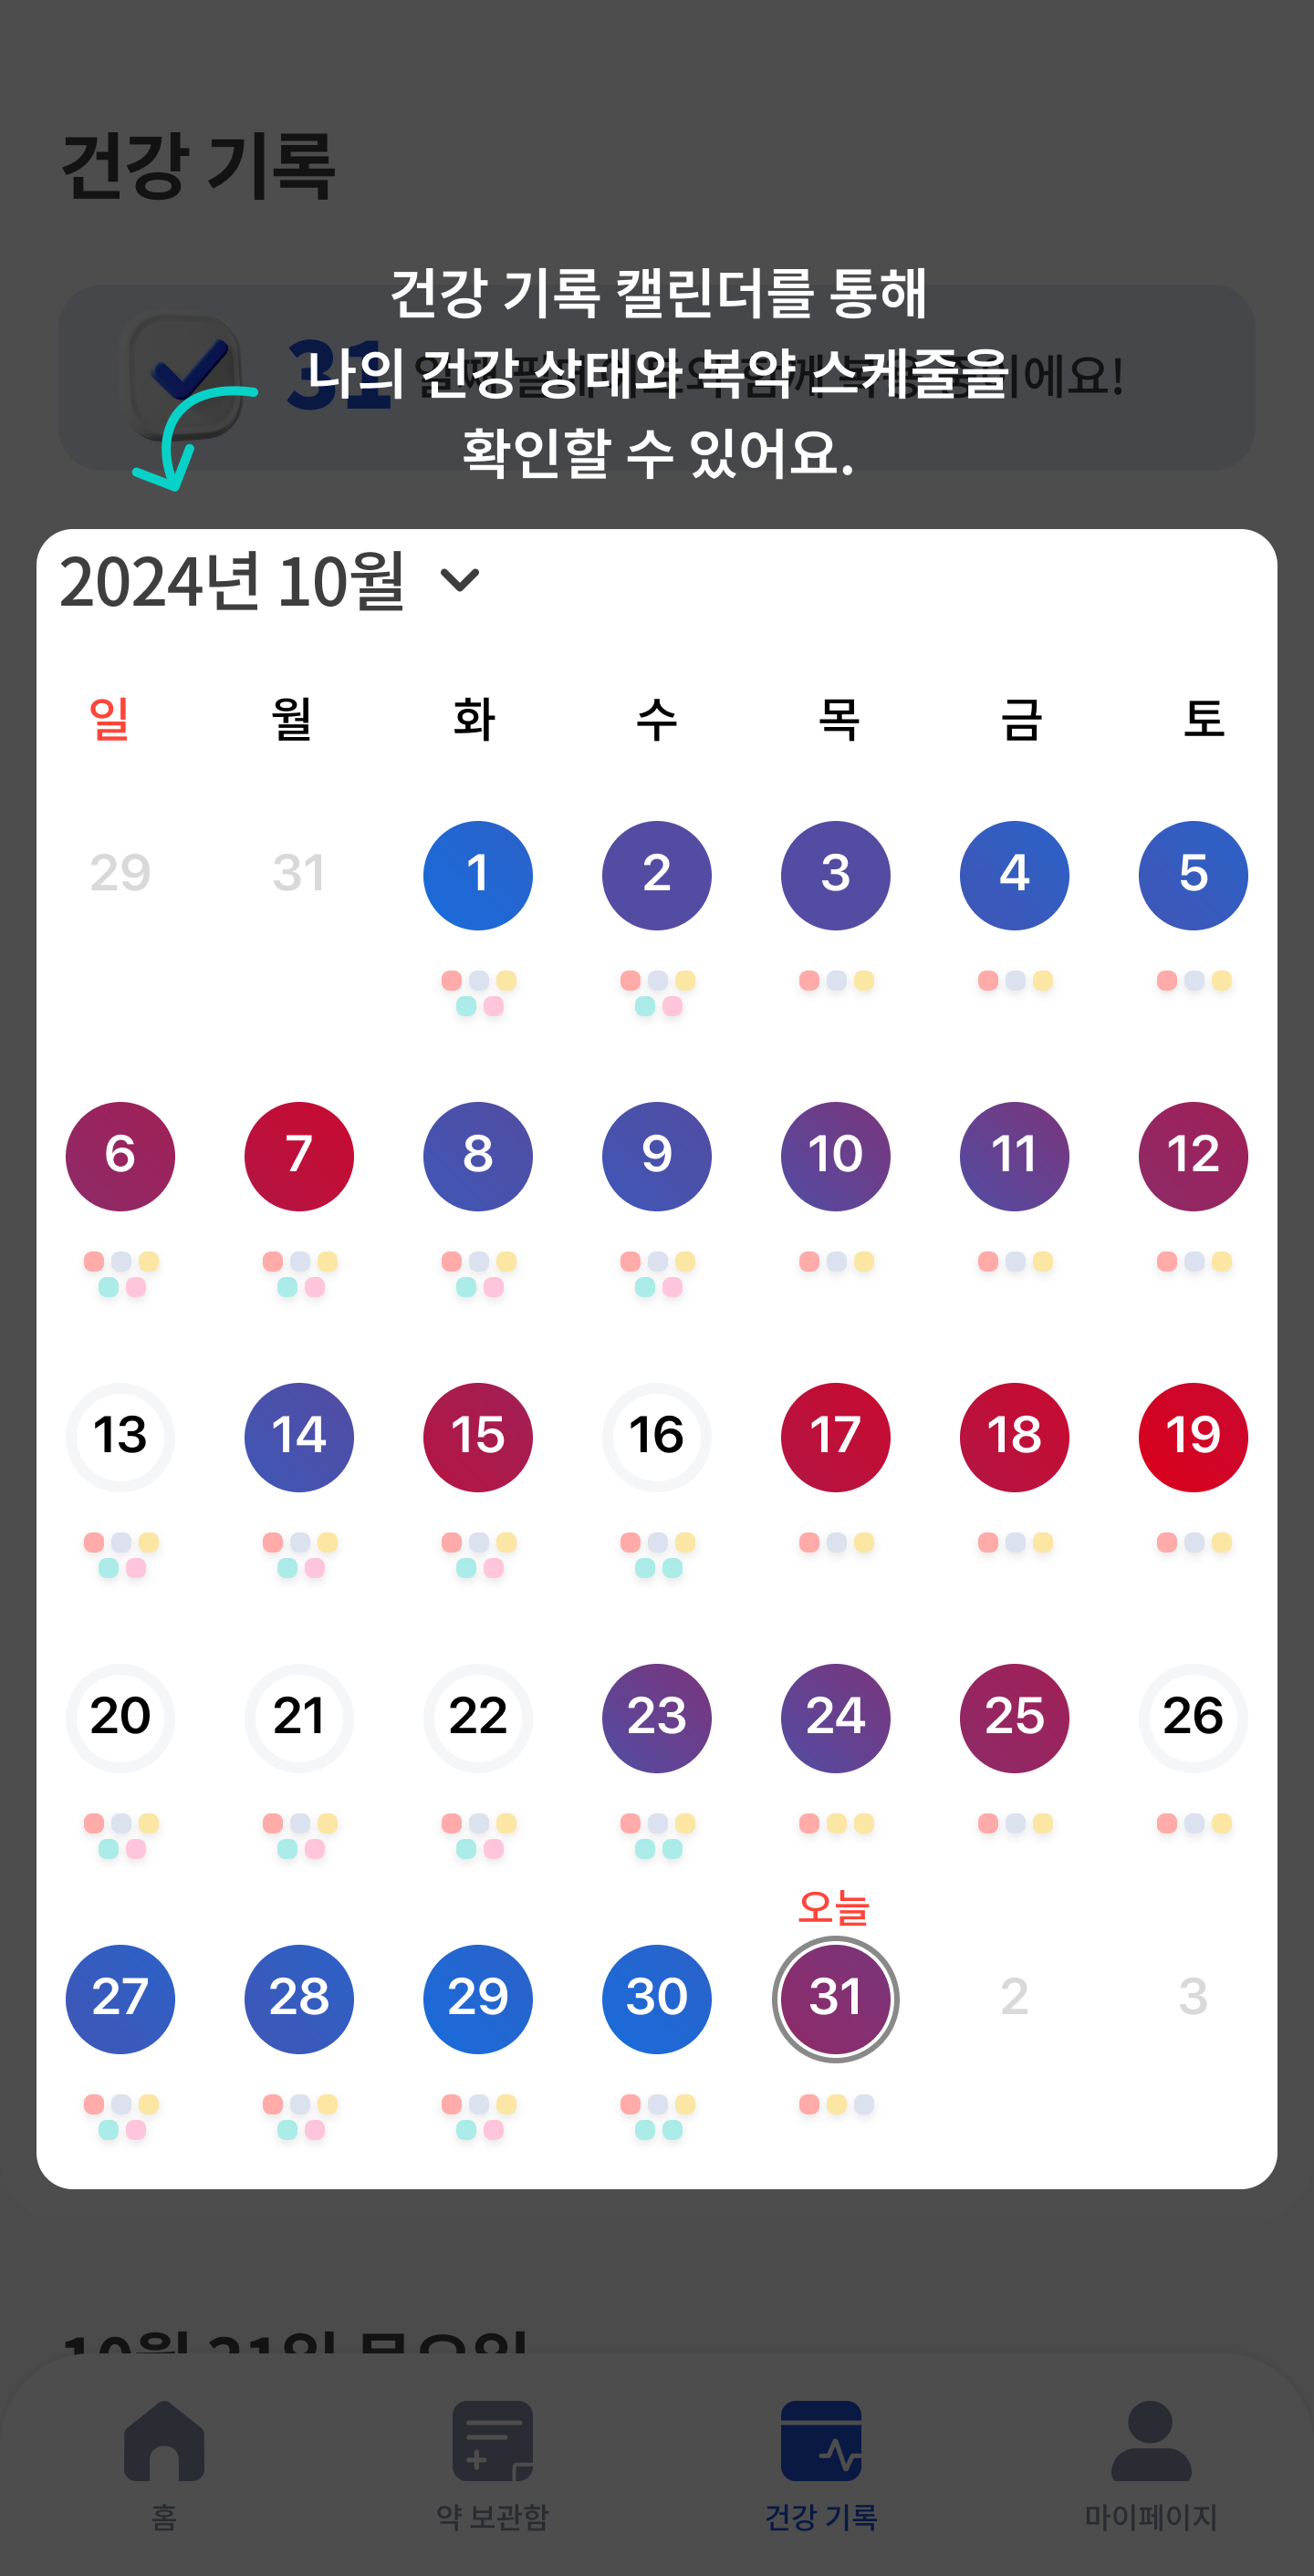 건강 기록
건강 기록 캘린더를 통해
나의 건강 상태와 복약 스케줄을
31
이에요!
확인할 수 있어요.
2024년 10월
일 월 화 수 목 금 토
29 31 1 2 3 4 5
6 7 8 9 10 11 12
13 14 15 16 17 18 19
20 21 22 23 24 25 26
오늘
27 28 29 30 31 2 3
10월 31일 목요일
홈 약 보관함 건강 기록 마이페이지